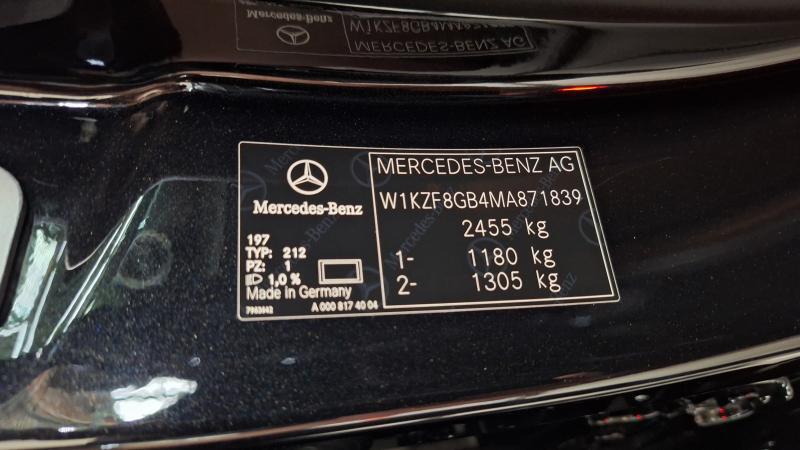 Mercedes-Benz
197
TYP: 212
PZ: 1
1,0 %
Made in Germany
7963642
A 000 817 40 04
MERCEDES-BENZ AG
W1KZF8GB4MA871839
2455 kg
1- 1180 kg
2- 1305 kg